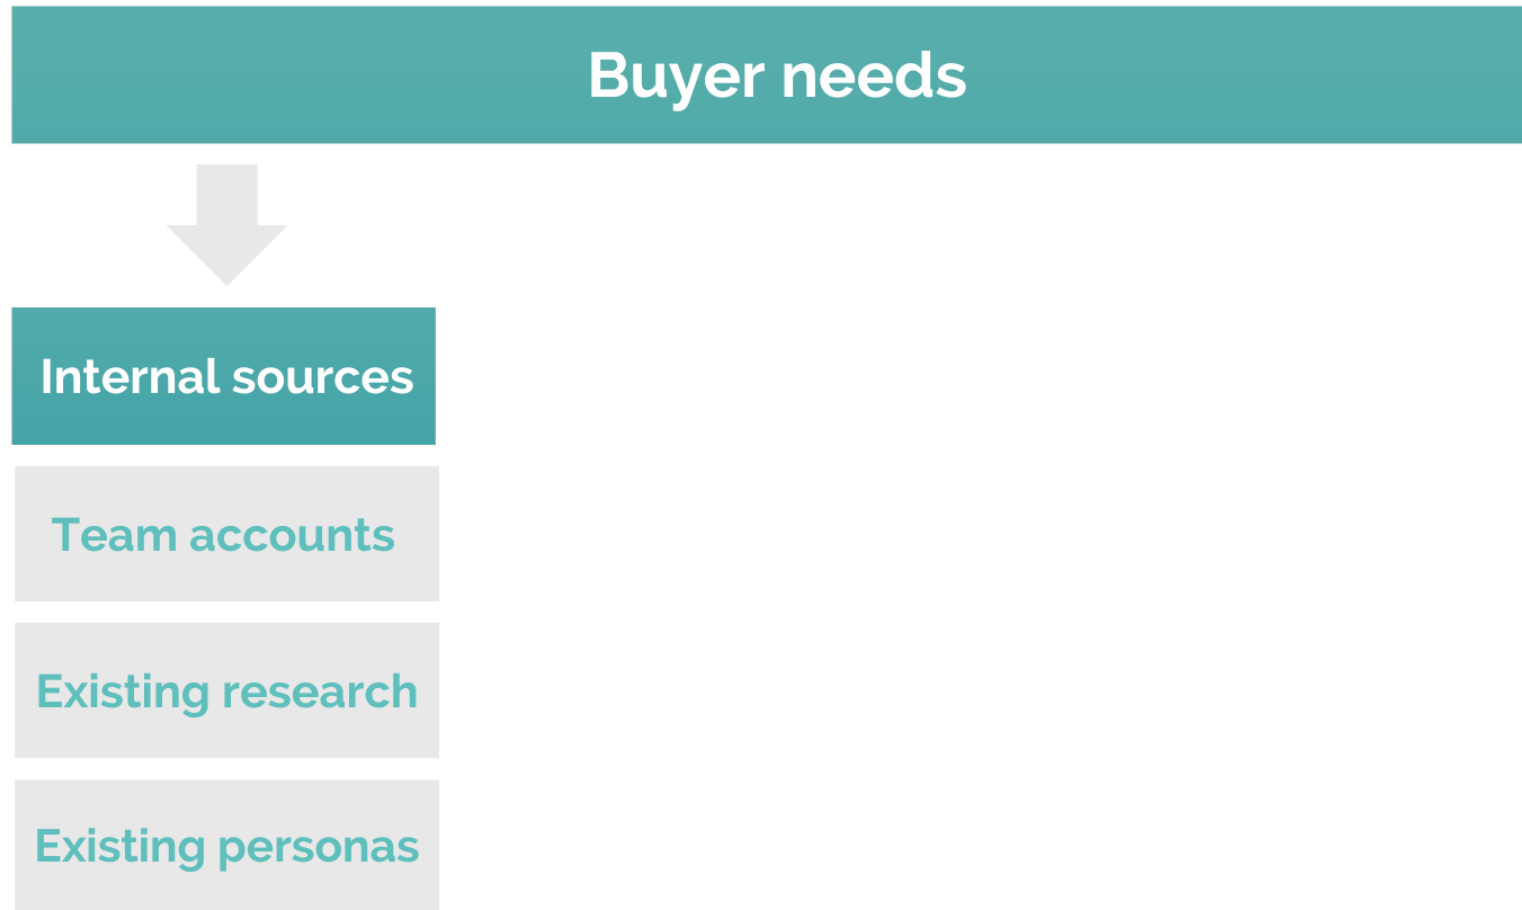 Buyer needs
Internal sources
Team accounts
Existing research
Existing personas